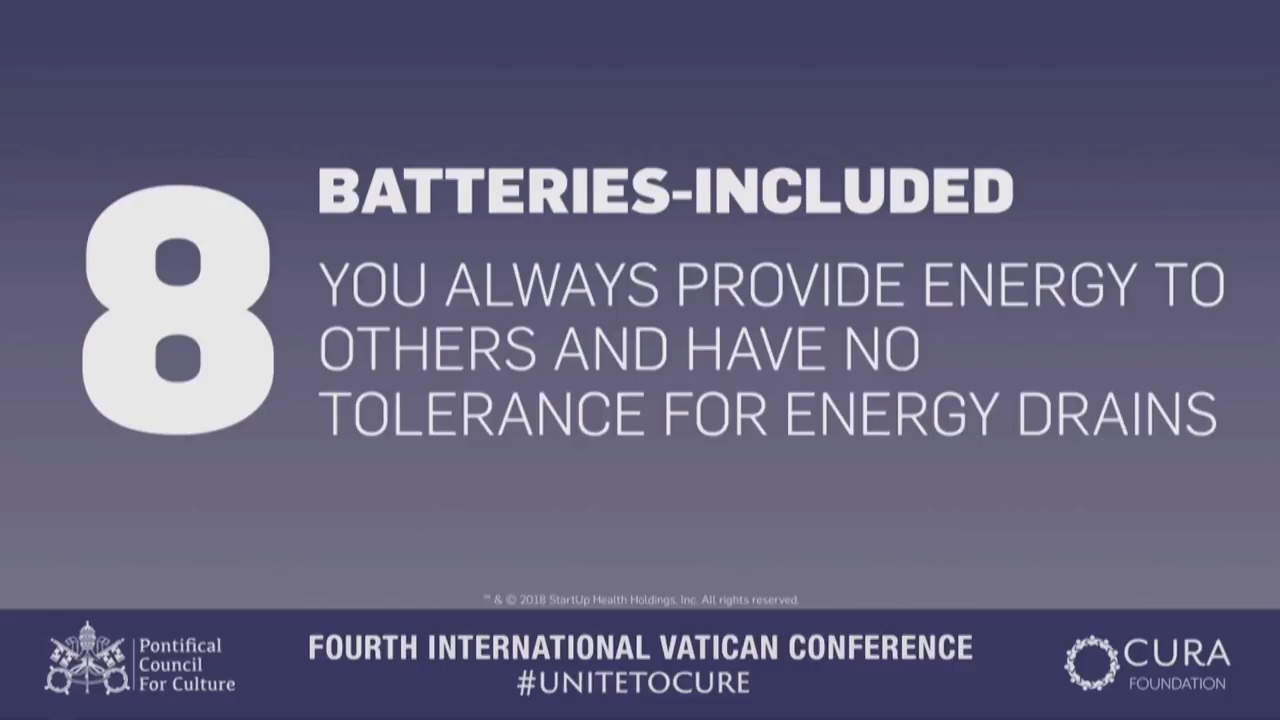 8
BATTERIES-INCLUDED
YOU ALWAYS PROVIDE ENERGY TO
OTHERS AND HAVE NO
TOLERANCE FOR ENERGY DRAINS
™ & © 2018 StartUp Health Holdings, Inc. All rights reserved.
Pontifical
Council
For Culture
FOURTH INTERNATIONAL VATICAN CONFERENCE
#UNITETOCURE
CURA
FOUNDATION